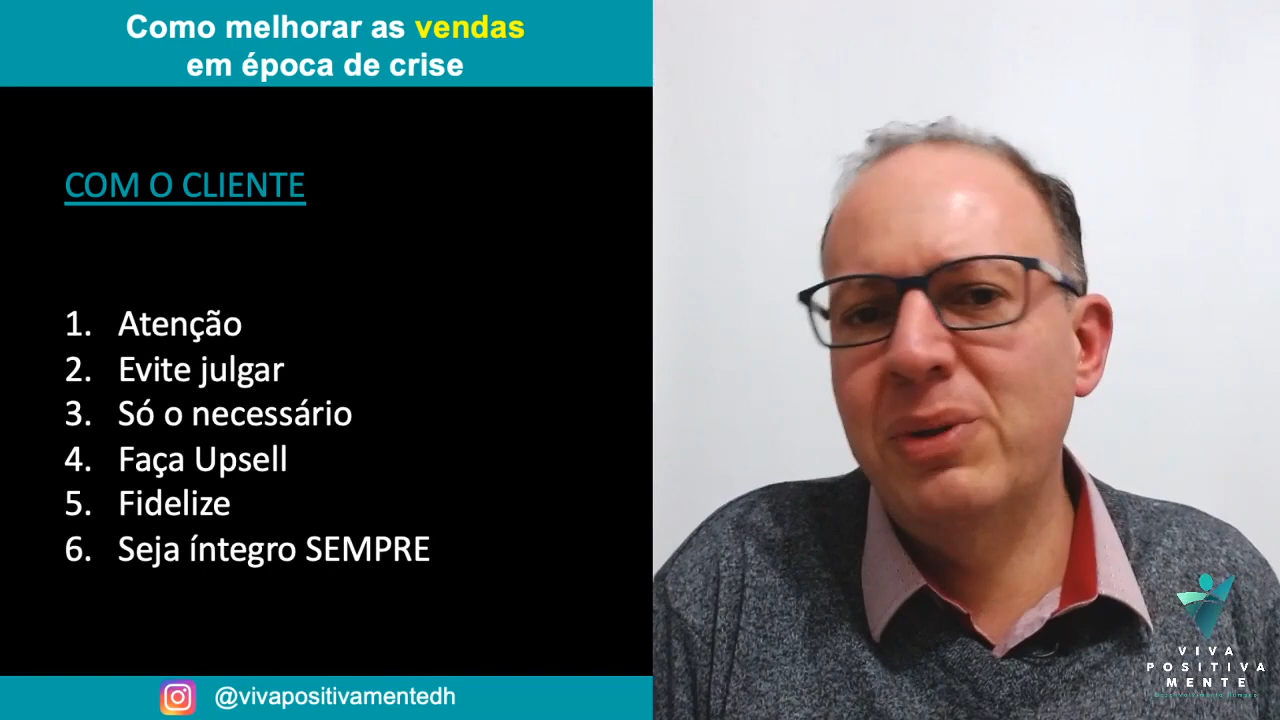 Como melhorar as vendas
em época de crise
COM O CLIENTE
1. Atenção
2. Evite julgar
3. Só o necessário
4. Faça Upsell
5. Fidelize
6. Seja íntegro SEMPRE
@vivapositivamentedh
VIVA
POSITIVA
MENTE